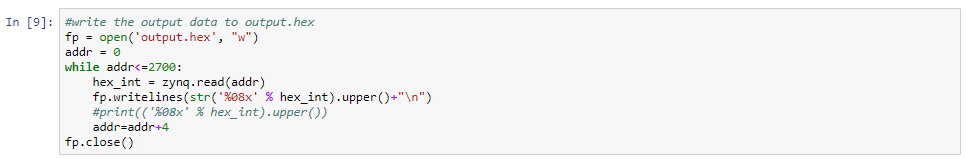 In [9]: #write the output data to output.hex
fp = open('output.hex', "w")
addr = 0
while addr<=2700:
    hex_int = zynq.read(addr)
    fp.writelines(str('%08x' % hex_int).upper()+"\n")
    #print(('%08x' % hex_int).upper())
    addr=addr+4
fp.close()